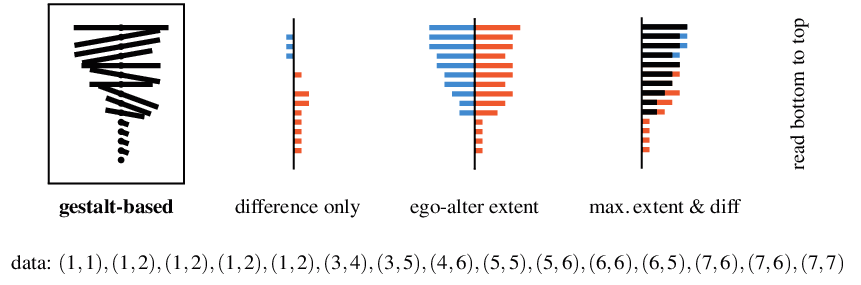 read bottom to top
gestalt-based
difference only
ego-alter extent
max. extent & diff
data: (1,1),(1,2),(1,2),(1,2),(1,2),(3,4),(3,5),(4,6),(5,5),(5,6),(6,6),(6,5),(7,6),(7,6),(7,7)